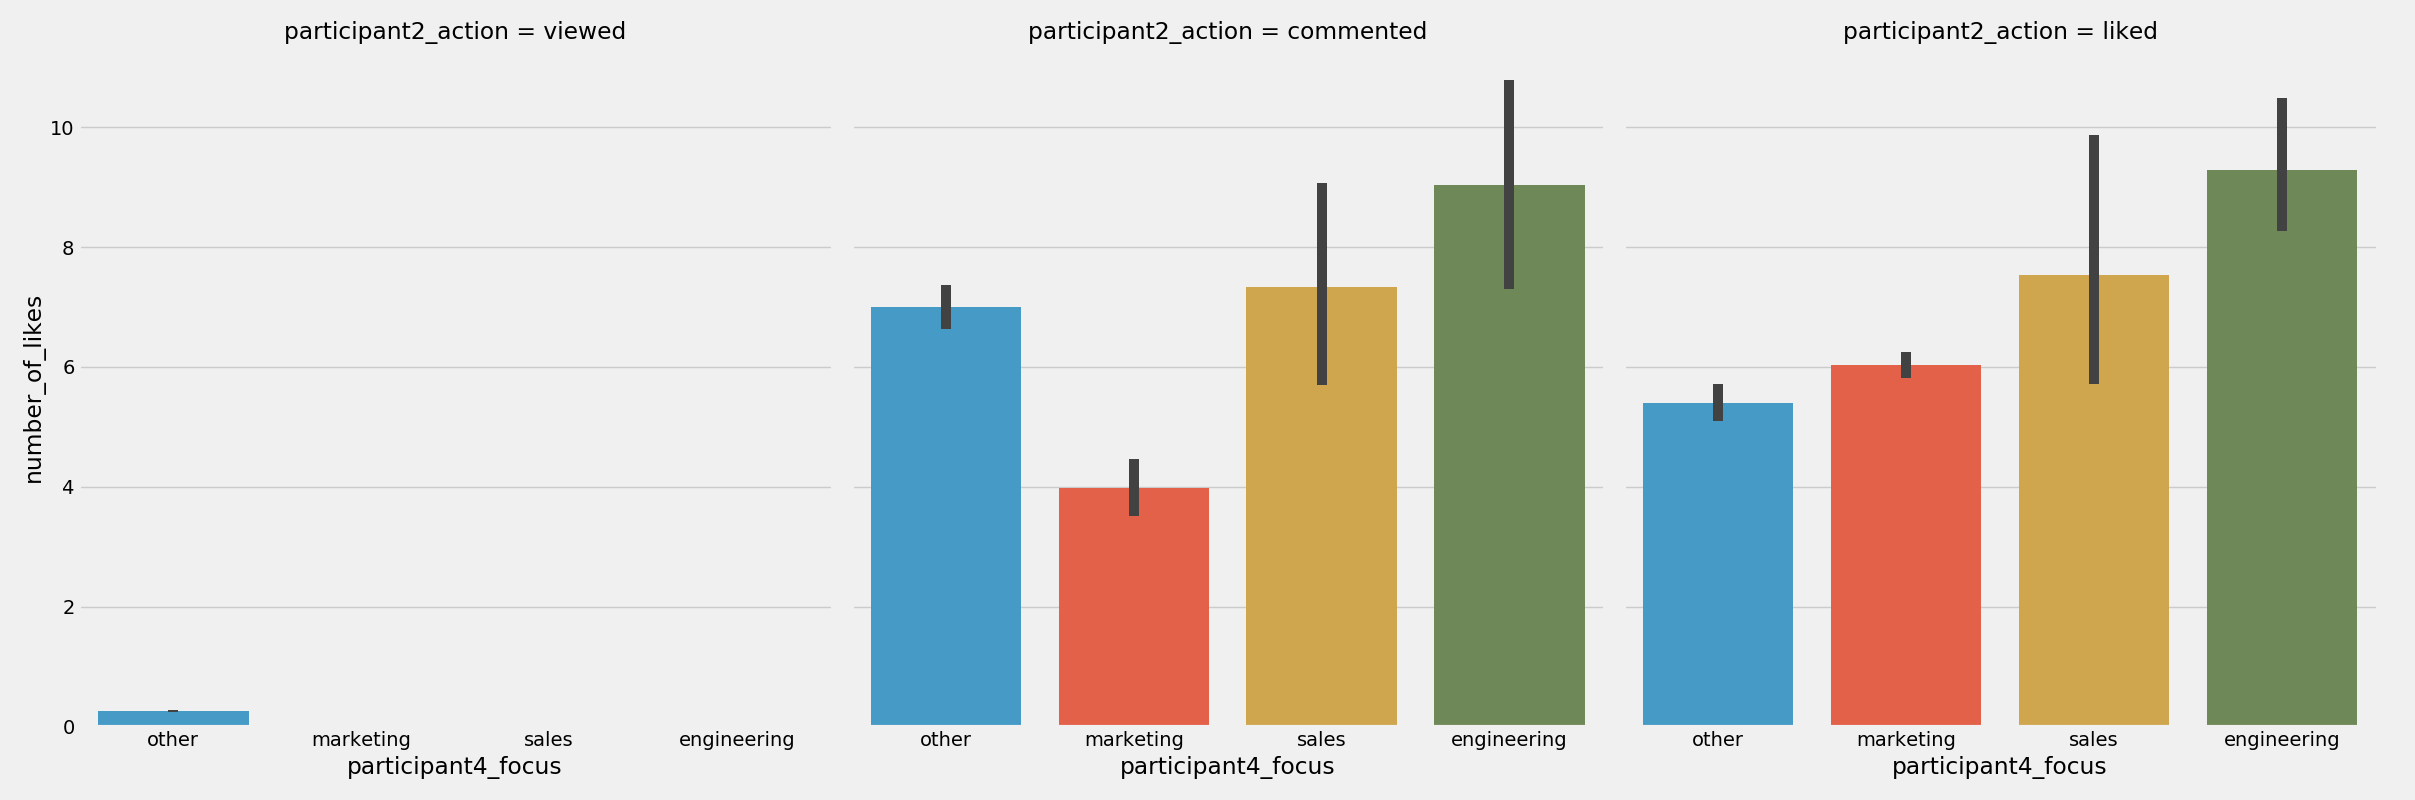 participant2_action = viewed
participant2_action = commented
participant2_action = liked
number_of_likes
10
8
6
4
2
0
other marketing sales engineering
participant4_focus
other marketing sales engineering
participant4_focus
other marketing sales engineering
participant4_focus